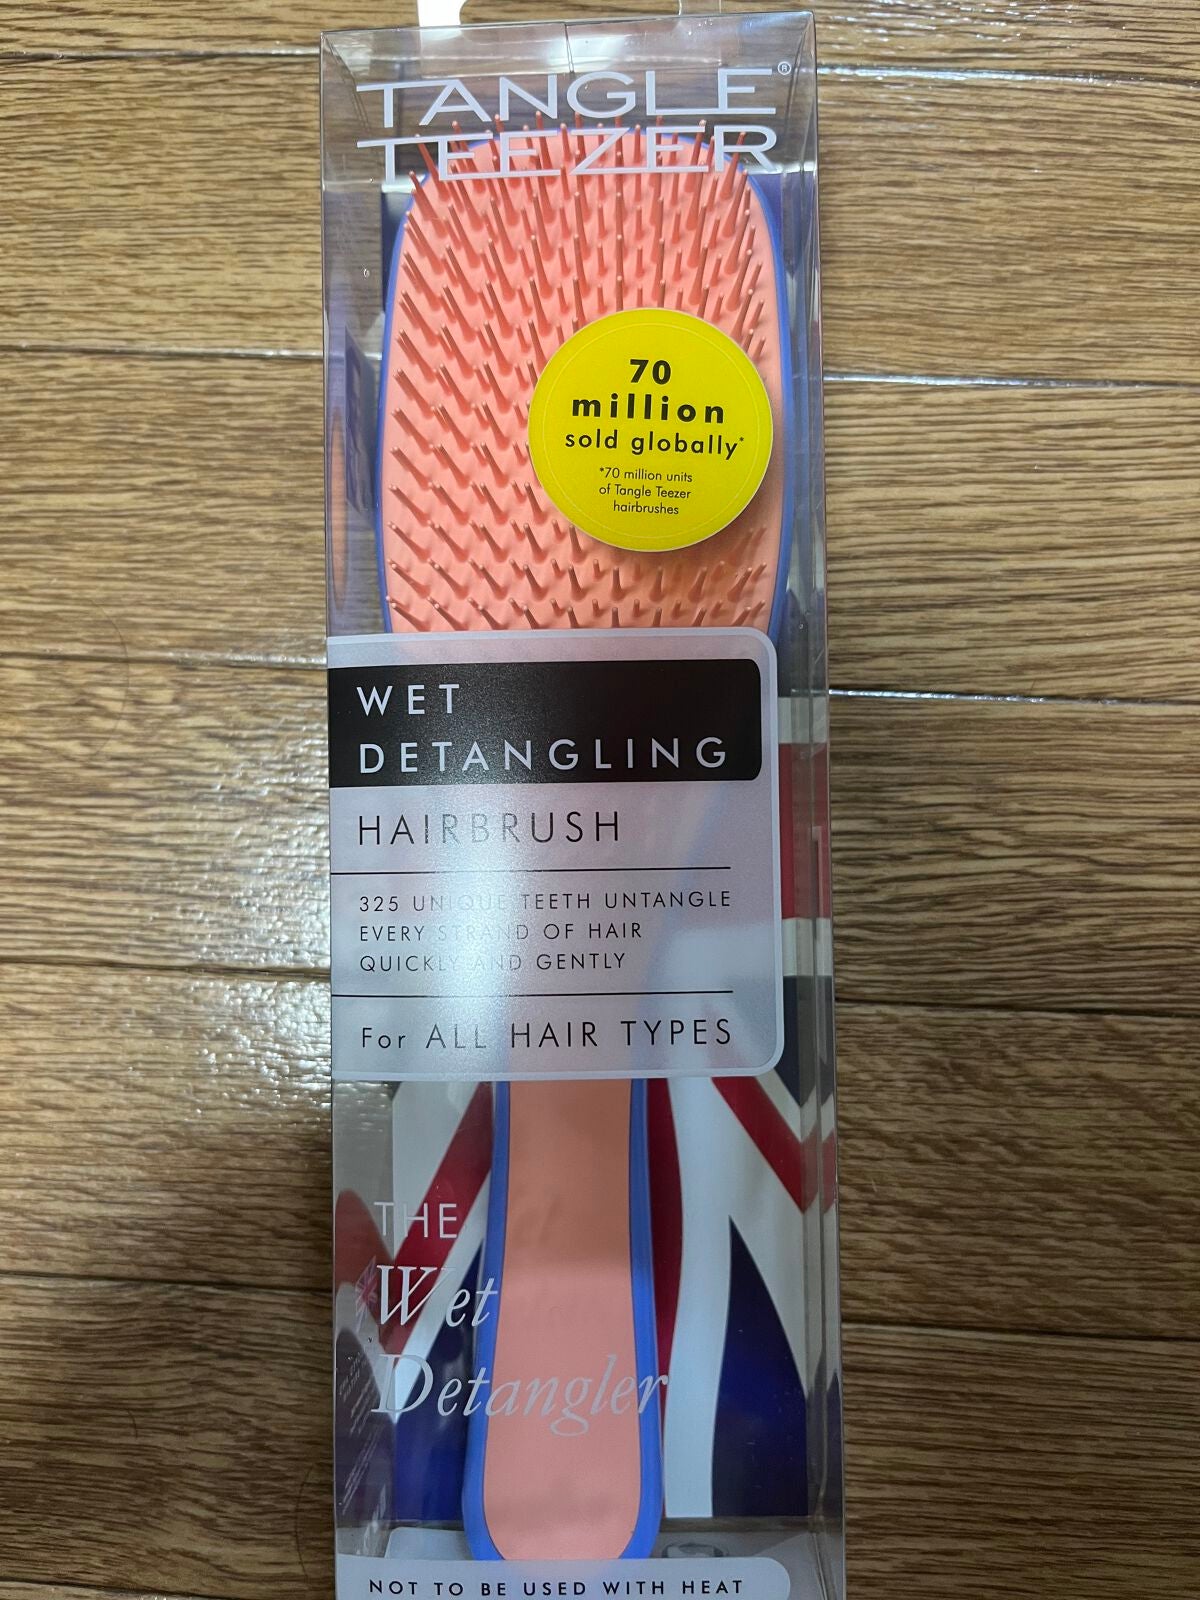 TANGLE®
TEEZER
70
million
sold globally*
*70 million units
of Tangle Teezer
hairbrushes
WET
DETANGLING
HAIRBRUSH
325 UNIQUE TEETH UNTANGLE
EVERY STRAND OF HAIR
QUICKLY AND GENTLY
For ALL HAIR TYPES
THE
Wet
Detangler
NOT TO BE USED WITH HEAT